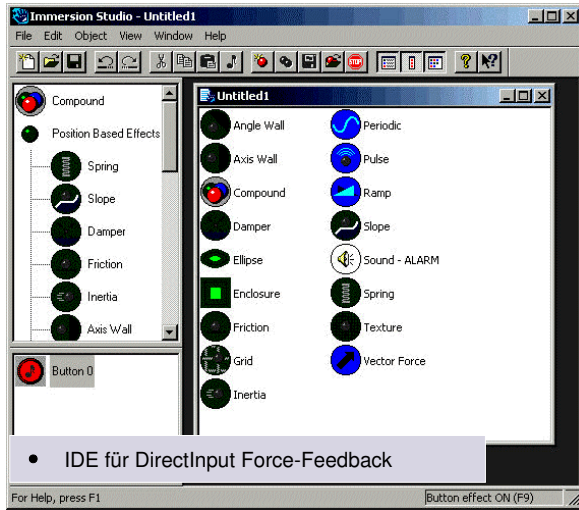 Immersion Studio - Untitled1
File Edit Object View Window Help
Compound
Position Based Effects
Spring
Slope
Damper
Friction
Inertia
Axis Wall
Button 0
Untitled1
Angle Wall
Axis Wall
Compound
Damper
Ellipse
Enclosure
Friction
Grid
Inertia
Periodic
Pulse
Ramp
Slope
Sound - ALARM
Spring
Texture
Vector Force
• IDE für DirectInput Force-Feedback
For Help, press F1
Button effect ON (F9)